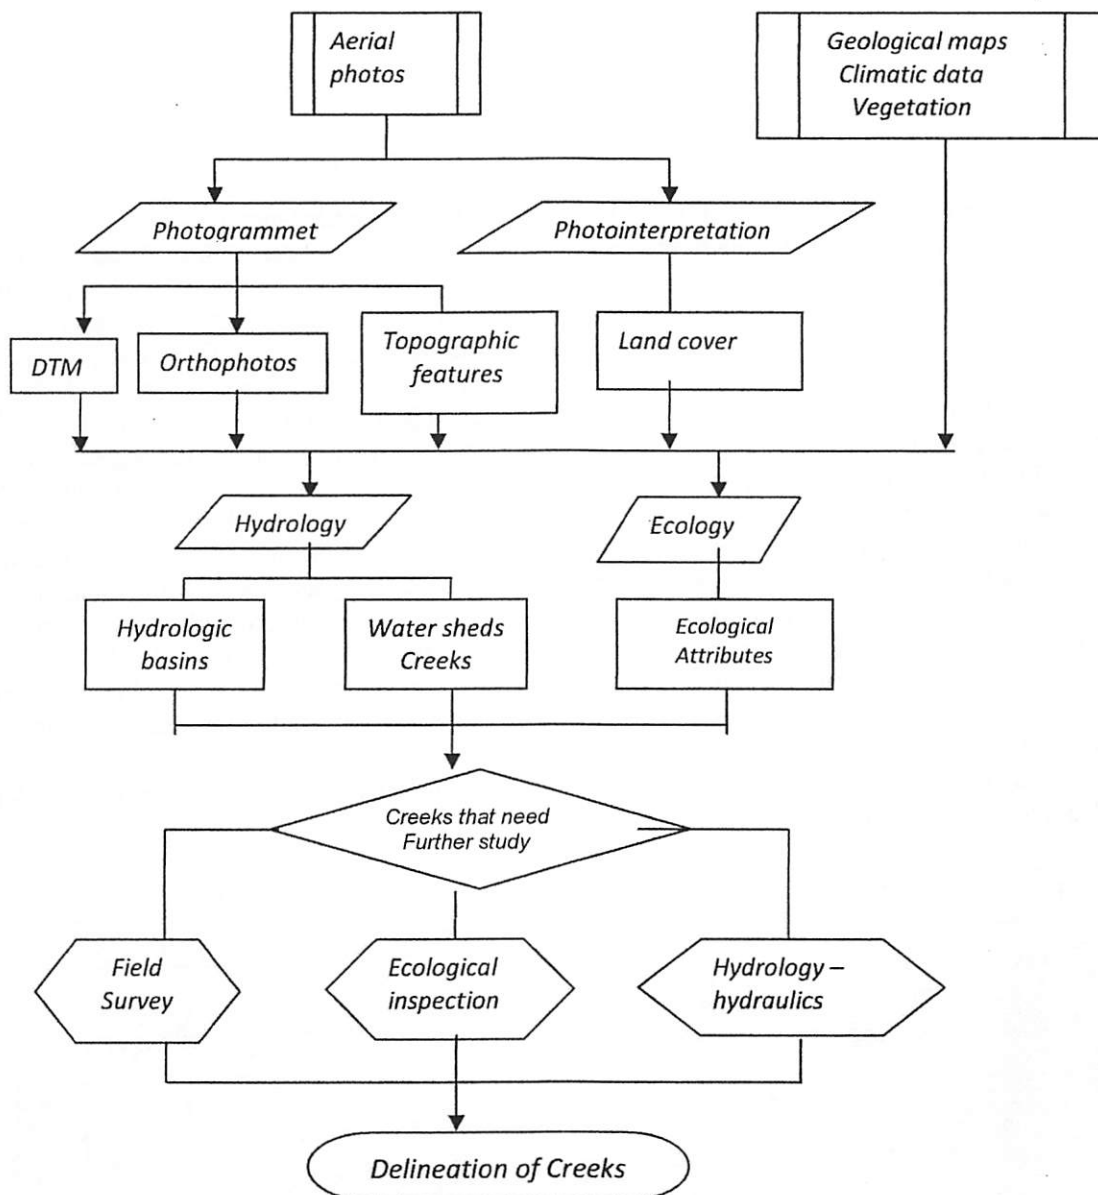 Aerial
photos
Geological maps
Climatic data
Vegetation
Photogrammet
Photointerpretation
DTM
Orthophotos
Topographic
features
Land cover
Hydrology
Ecology
Hydrologic
basins
Water sheds
Creeks
Ecological
Attributes
Creeks that need
Further study
Field
Survey
Ecological
inspection
Hydrology –
hydraulics
Delineation of Creeks